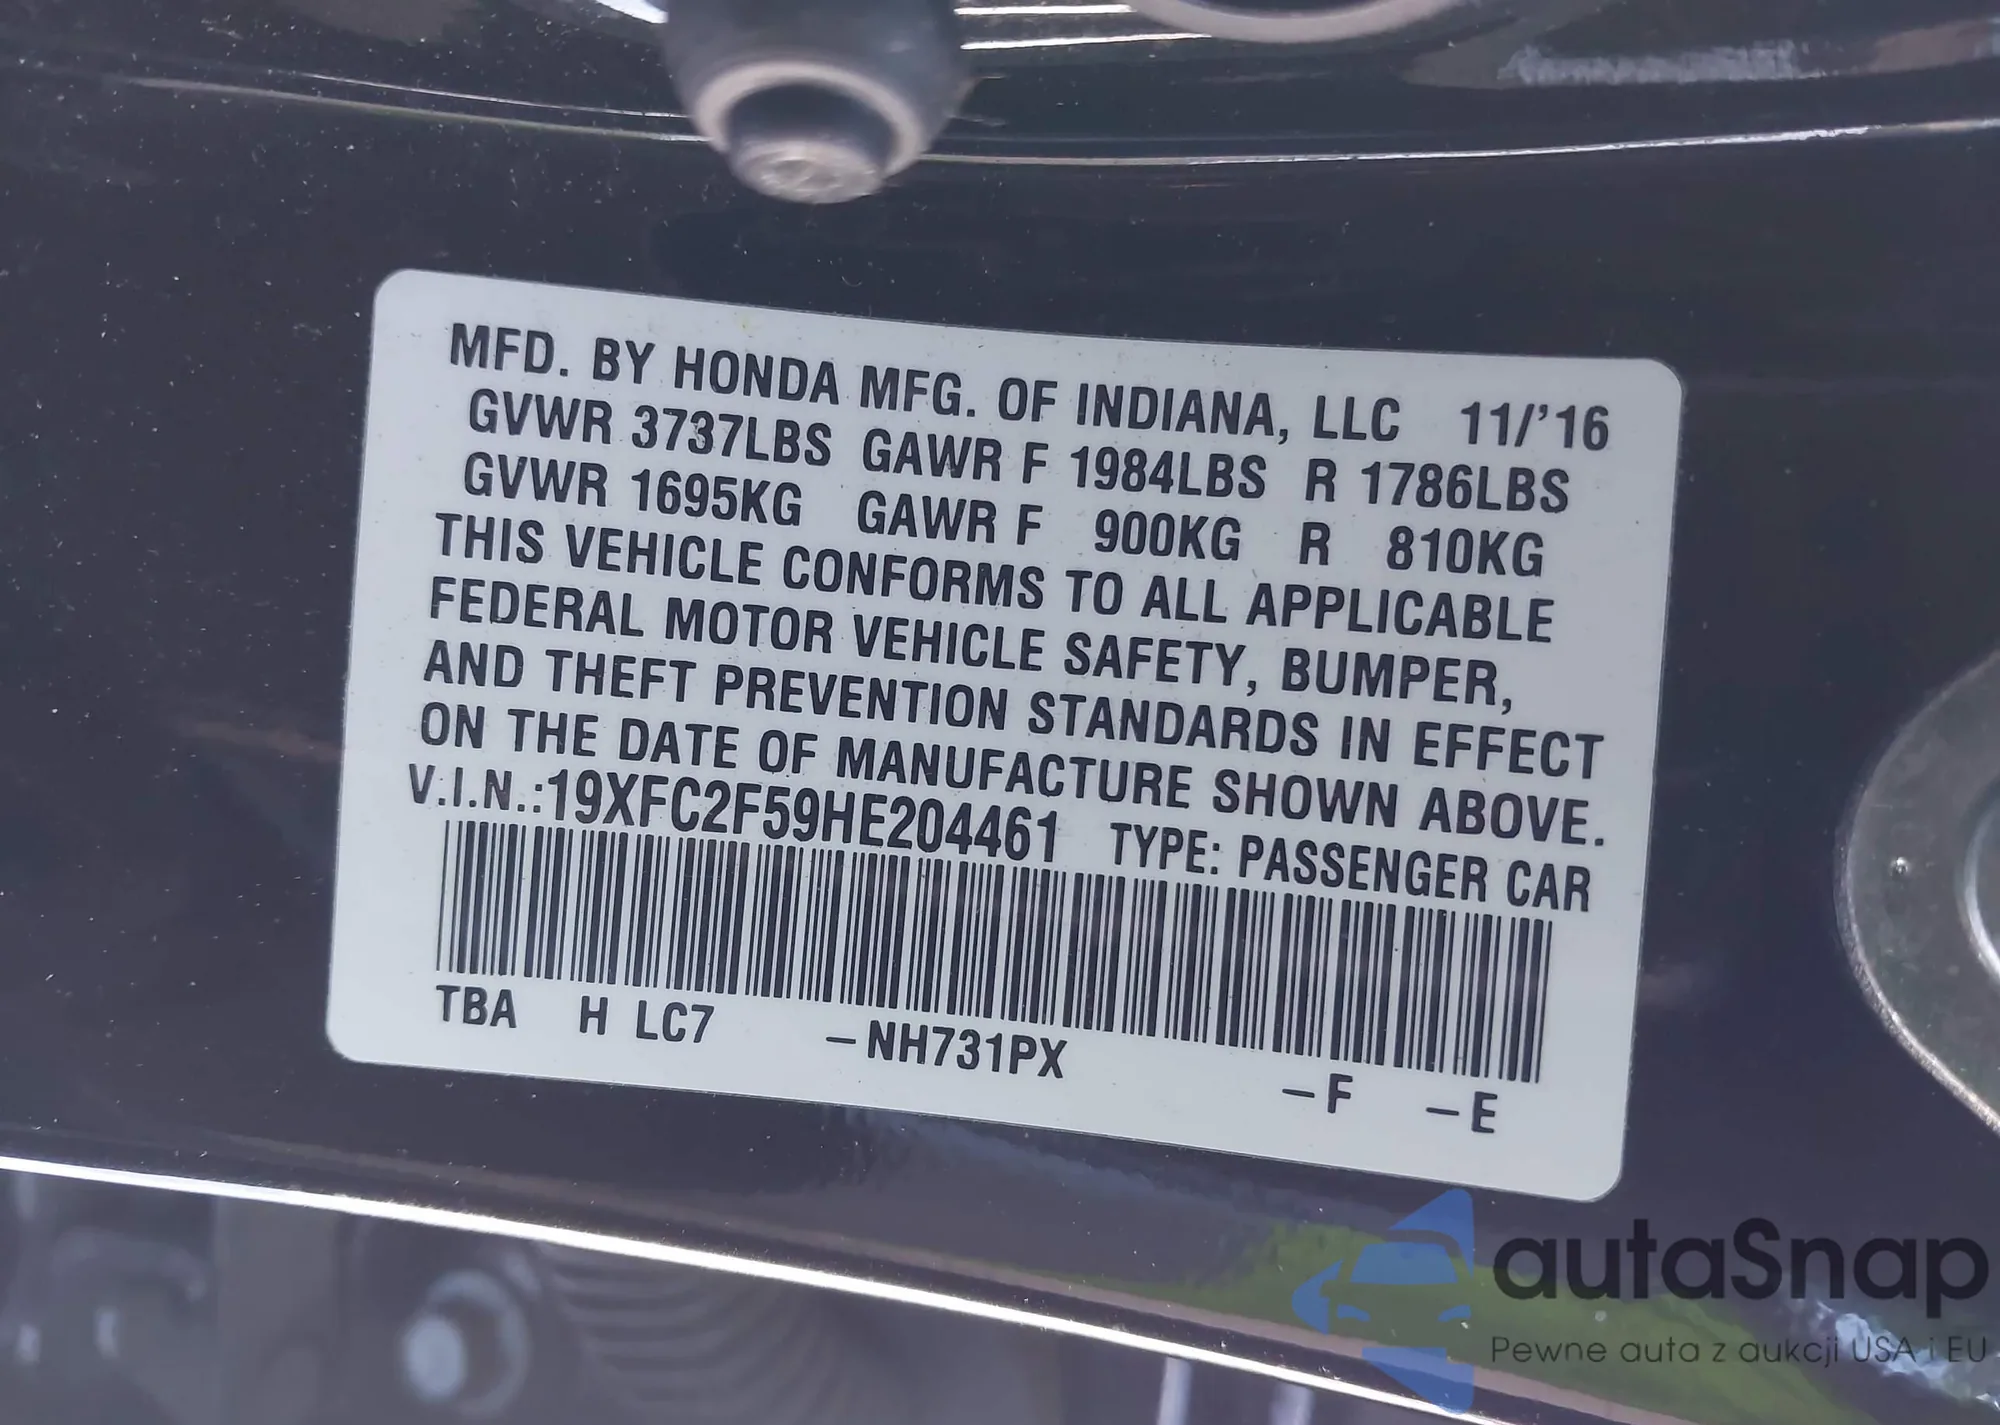 MFD. BY HONDA MFG. OF INDIANA, LLC 11/'16
GVWR 3737LBS GAWR F 1984LBS R 1786LBS
GVWR 1695KG GAWR F 900KG R 810KG
THIS VEHICLE CONFORMS TO ALL APPLICABLE
FEDERAL MOTOR VEHICLE SAFETY, BUMPER,
AND THEFT PREVENTION STANDARDS IN EFFECT
ON THE DATE OF MANUFACTURE SHOWN ABOVE.
V.I.N.:19XFC2F59HE204461 TYPE: PASSENGER CAR
TBA H LC7 –NH731PX –F –E
autaSnap
Pewne auta z aukcji USA i EU